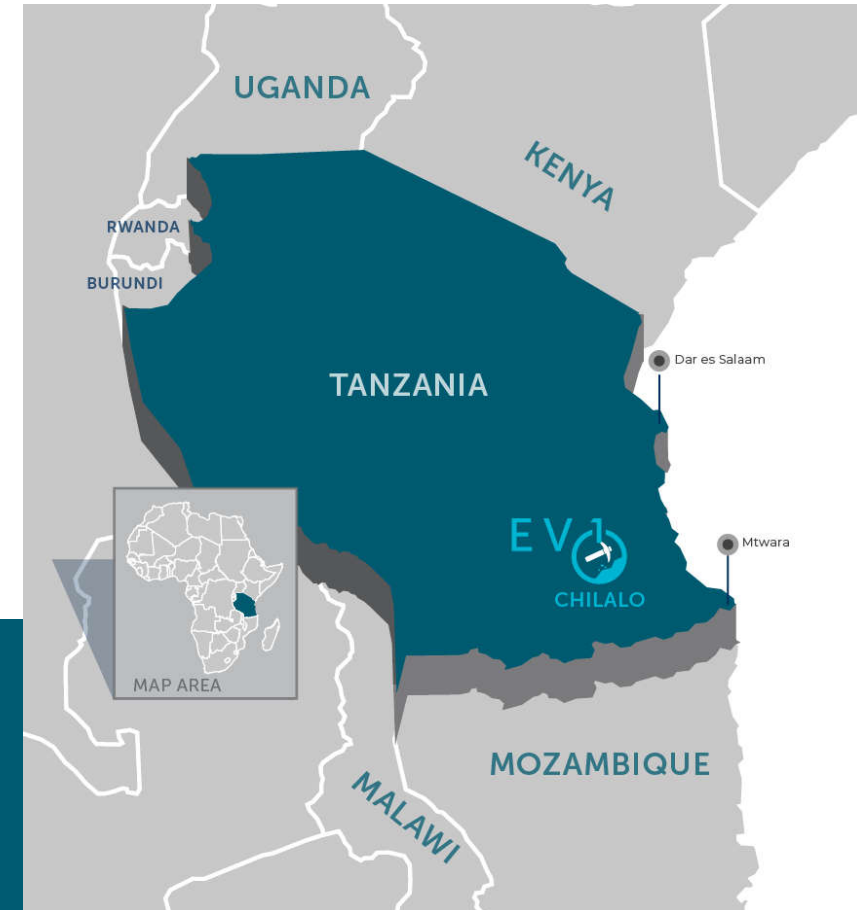 UGANDA
KENYA
RWANDA
BURUNDI
Dar es Salaam
TANZANIA
EV1
Mtwara
CHILALO
MAP AREA
MOZAMBIQUE
MALAWI